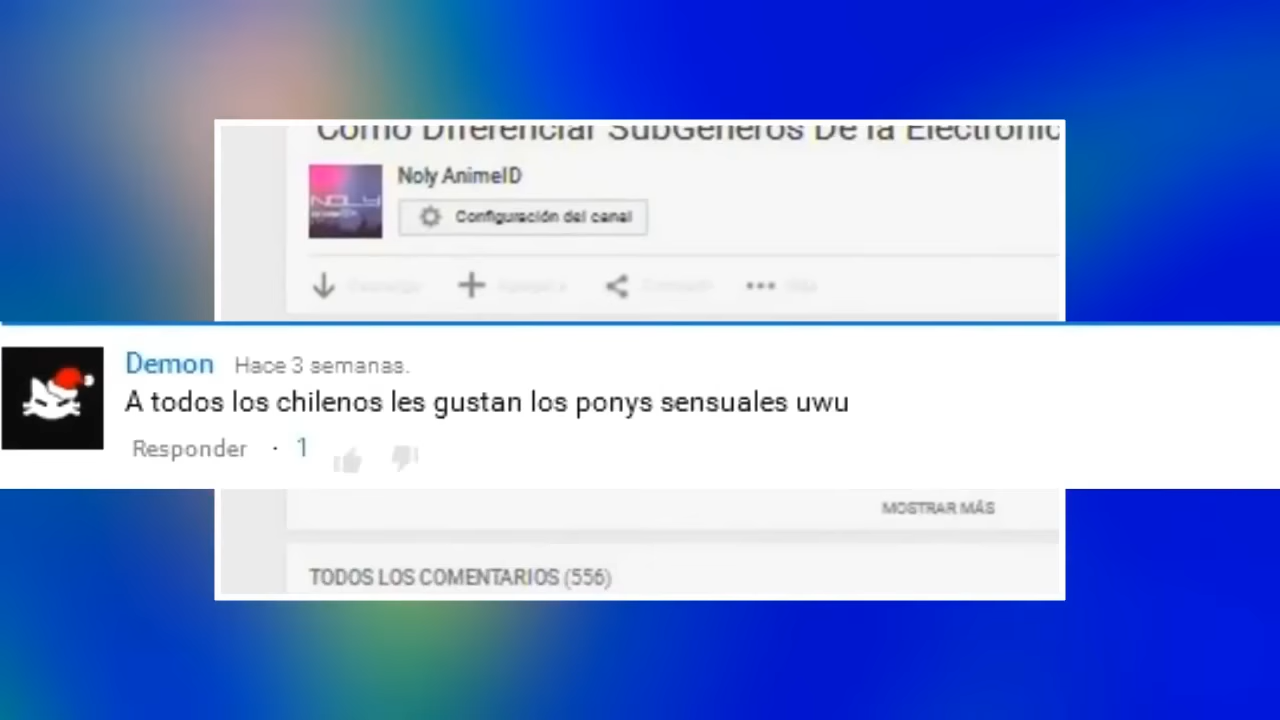 Como Diferenciar SubGeneros De la Electronic
NOLY
Noly AnimeID
Configuración del canal
Demon Hace 3 semanas.
A todos los chilenos les gustan los ponys sensuales uwu
Responder · 1
MOSTRAR MÁS
TODOS LOS COMENTARIOS (556)